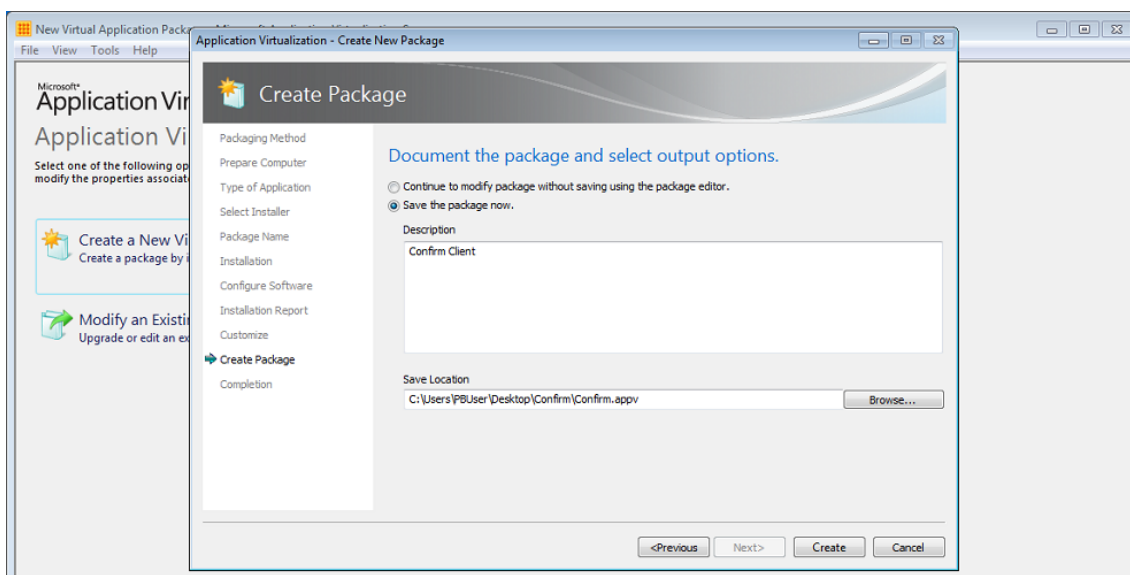 New Virtual Application Packa
File View Tools Help
Microsoft*
Application Vir
Application Vi
Select one of the following op
modify the properties associat
Create a New Vi
Create a package by i
Modify an Existi
Upgrade or edit an ex
Application Virtualization - Create New Package
Create Package
Packaging Method
Prepare Computer
Type of Application
Select Installer
Package Name
Installation
Configure Software
Installation Report
Customize
Create Package
Completion
Document the package and select output options.
Continue to modify package without saving using the package editor.
Save the package now.
Description
Confirm Client
Save Location
C:\Users\PBUser\Desktop\Confirm\Confirm.appv
Browse...
<Previous
Next>
Create
Cancel